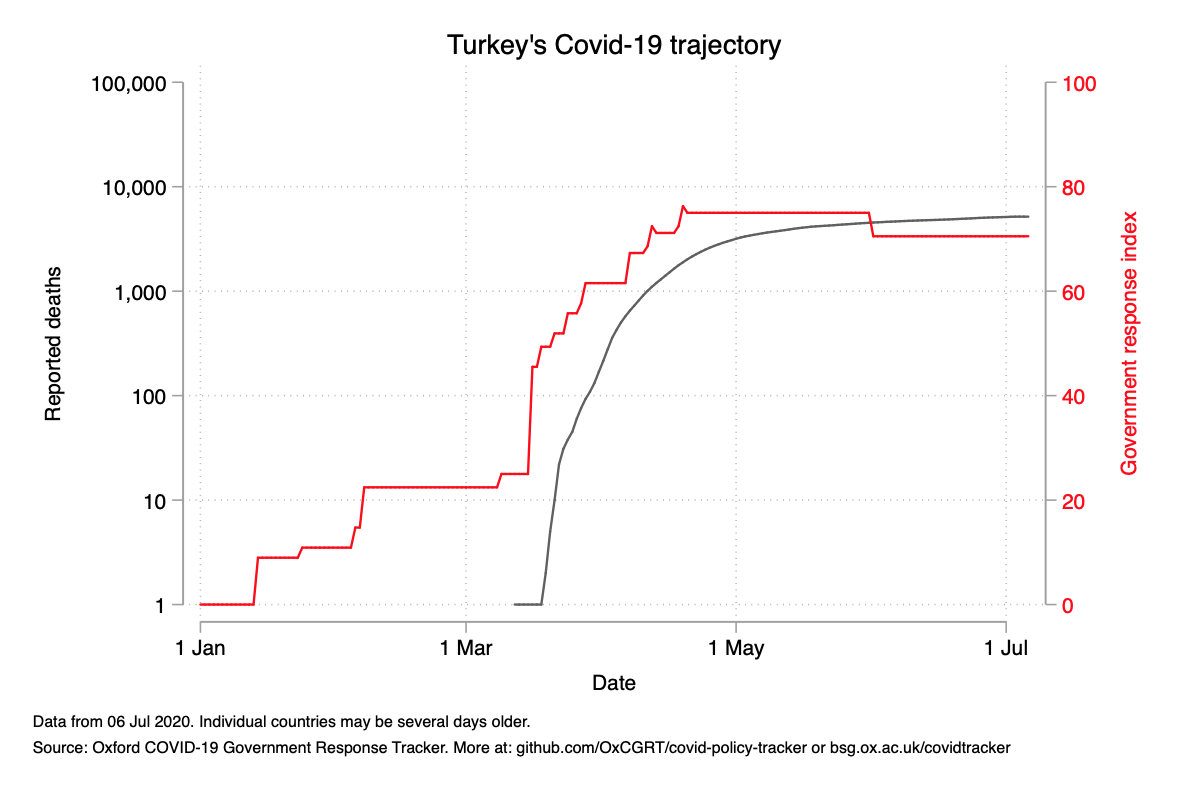 Turkey's Covid-19 trajectory
100,000
10,000
1,000
100
10
1
Reported deaths
100
80
60
40
20
0
Government response index
1 Jan
1 Mar
1 May
1 Jul
Date
Data from 06 Jul 2020. Individual countries may be several days older.
Source: Oxford COVID-19 Government Response Tracker. More at: github.com/OxCGRT/covid-policy-tracker or bsg.ox.ac.uk/covidtracker